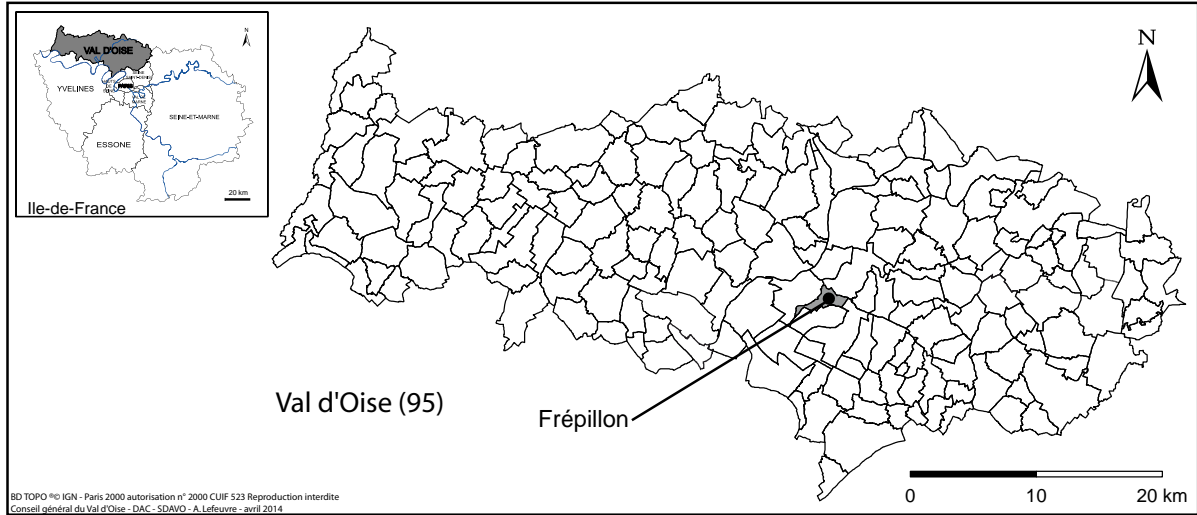 N
VAL D'OISE
YVELINES
PARIS
SEINE-ET-MARNE
ESSONE
20 km
Ile-de-France
N
Val d'Oise (95)
Frépillon
0 10 20 km
BD TOPO ®© IGN - Paris 2000 autorisation n° 2000 CUIF 523 Reproduction interdite
Conseil général du Val d'Oise - DAC - SDAVO - A. Lefeuvre - avril 2014